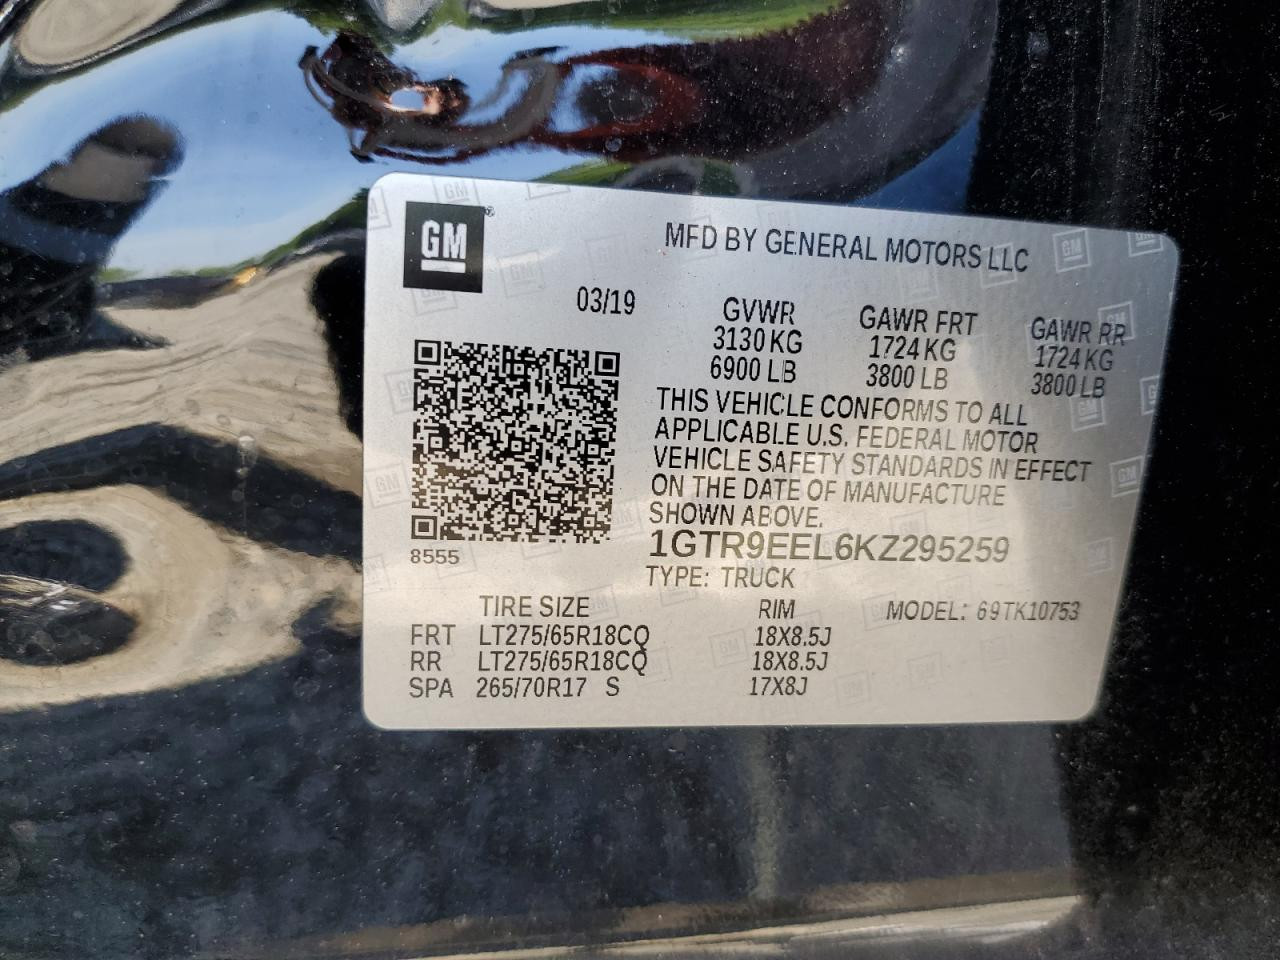 GM
MFD BY GENERAL MOTORS LLC
03/19
GVWR GAWR FRT GAWR RR
3130 KG 1724 KG 1724 KG
6900 LB 3800 LB 3800 LB
THIS VEHICLE CONFORMS TO ALL
APPLICABLE U.S. FEDERAL MOTOR
VEHICLE SAFETY STANDARDS IN EFFECT
ON THE DATE OF MANUFACTURE
SHOWN ABOVE.
8555
1GTR9EEL6KZ295259
TYPE: TRUCK
TIRE SIZE RIM MODEL: 69TK10753
FRT LT275/65R18CQ 18X8.5J
RR LT275/65R18CQ 18X8.5J
SPA 265/70R17 S 17X8J